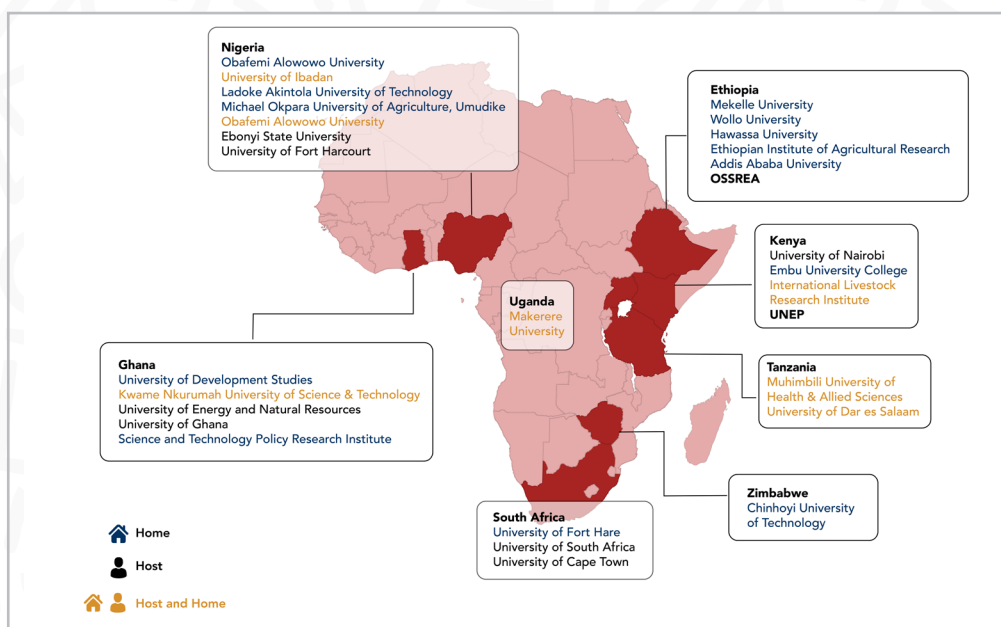 Nigeria
Obafemi Alowowo University
University of Ibadan
Ladoke Akintola University of Technology
Michael Okpara University of Agriculture, Umudike
Obafemi Alowowo University
Ebonyi State University
University of Fort Harcourt
Ethiopia
Mekelle University
Wollo University
Hawassa University
Ethiopian Institute of Agricultural Research
Addis Ababa University
OSSREA
Kenya
University of Nairobi
Embu University College
International Livestock
Research Institute
UNEP
Uganda
Makerere
University
Ghana
University of Development Studies
Kwame Nkurumah University of Science & Technology
University of Energy and Natural Resources
University of Ghana
Science and Technology Policy Research Institute
Tanzania
Muhimbili University of
Health & Allied Sciences
University of Dar es Salaam
Zimbabwe
Chinhoyi University
of Technology
South Africa
University of Fort Hare
University of South Africa
University of Cape Town
Home
Host
Host and Home